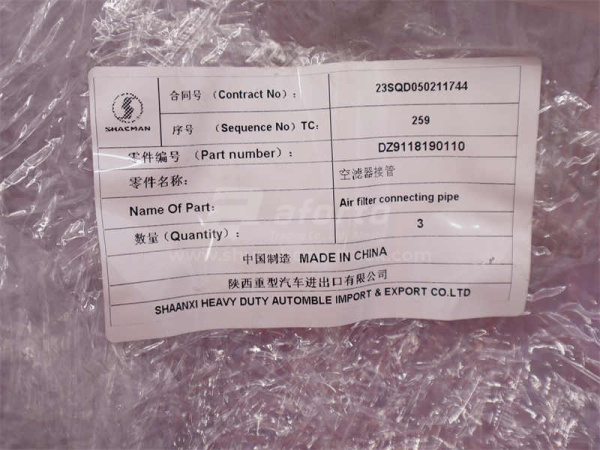 SHACMAN
合同号 （Contract No）： 23SQD050211744
序号 （Sequence No）TC： 259
零件编号 （Part number）： DZ9118190110
零件名称： 空滤器接管
Name Of Part： Air filter connecting pipe
数量（Quantity）： 3
中国制造 MADE IN CHINA
陕西重型汽车进出口有限公司
SHAANXI HEAVY DUTY AUTOMBLE IMPORT & EXPORT CO.LTD